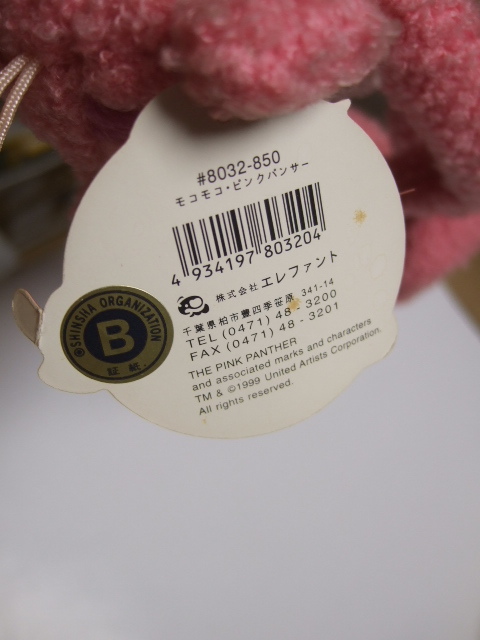 #8032-850
モコモコ・ピンクパンサー
4 934197 803204
株式会社 エレファント
千葉県柏市豊四季笹原 341-14
TEL (0471) 48 - 3200
FAX (0471) 48 - 3201
THE PINK PANTHER
and associated marks and characters
TM & ©1999 United Artists Corporation.
All rights reserved.
SHINSHA ORGANIZATION
B
証紙